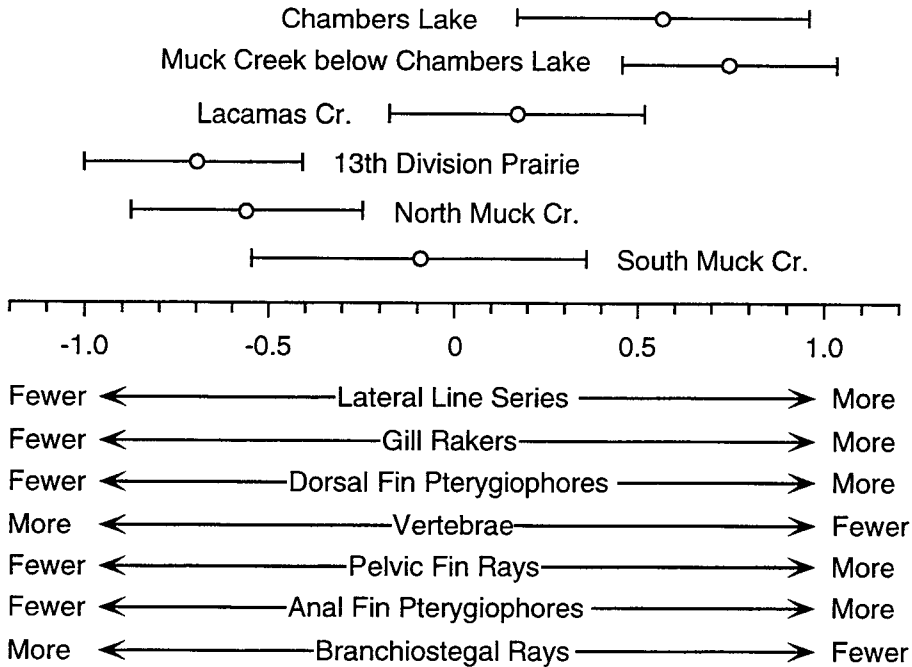 Chambers Lake
Muck Creek below Chambers Lake
Lacamas Cr.
13th Division Prairie
North Muck Cr.
South Muck Cr.
-1.0 -0.5 0 0.5 1.0
Fewer Lateral Line Series More
Fewer Gill Rakers More
Fewer Dorsal Fin Pterygiophores More
More Vertebrae Fewer
Fewer Pelvic Fin Rays More
Fewer Anal Fin Pterygiophores More
More Branchiostegal Rays Fewer